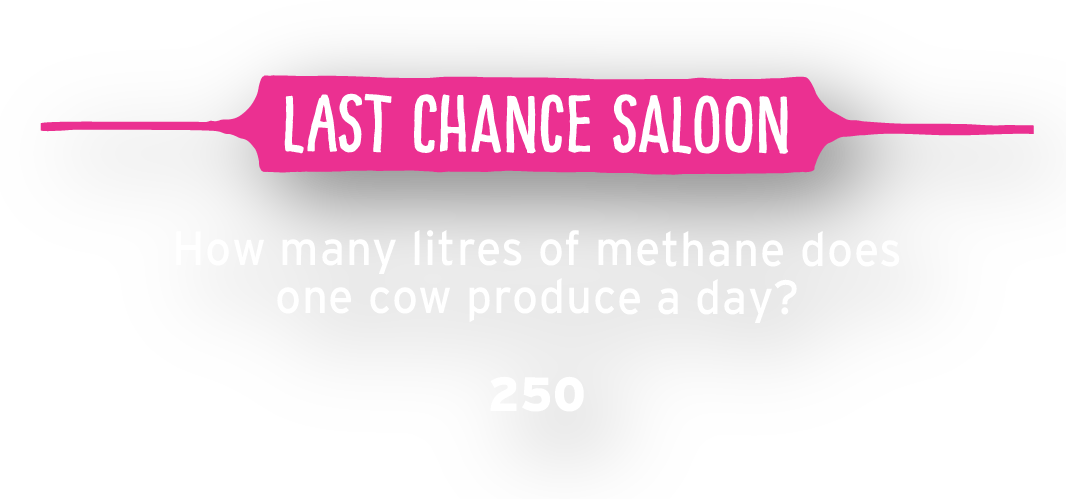 LAST CHANCE SALOON
How many litres of methane does
one cow produce a day?
250